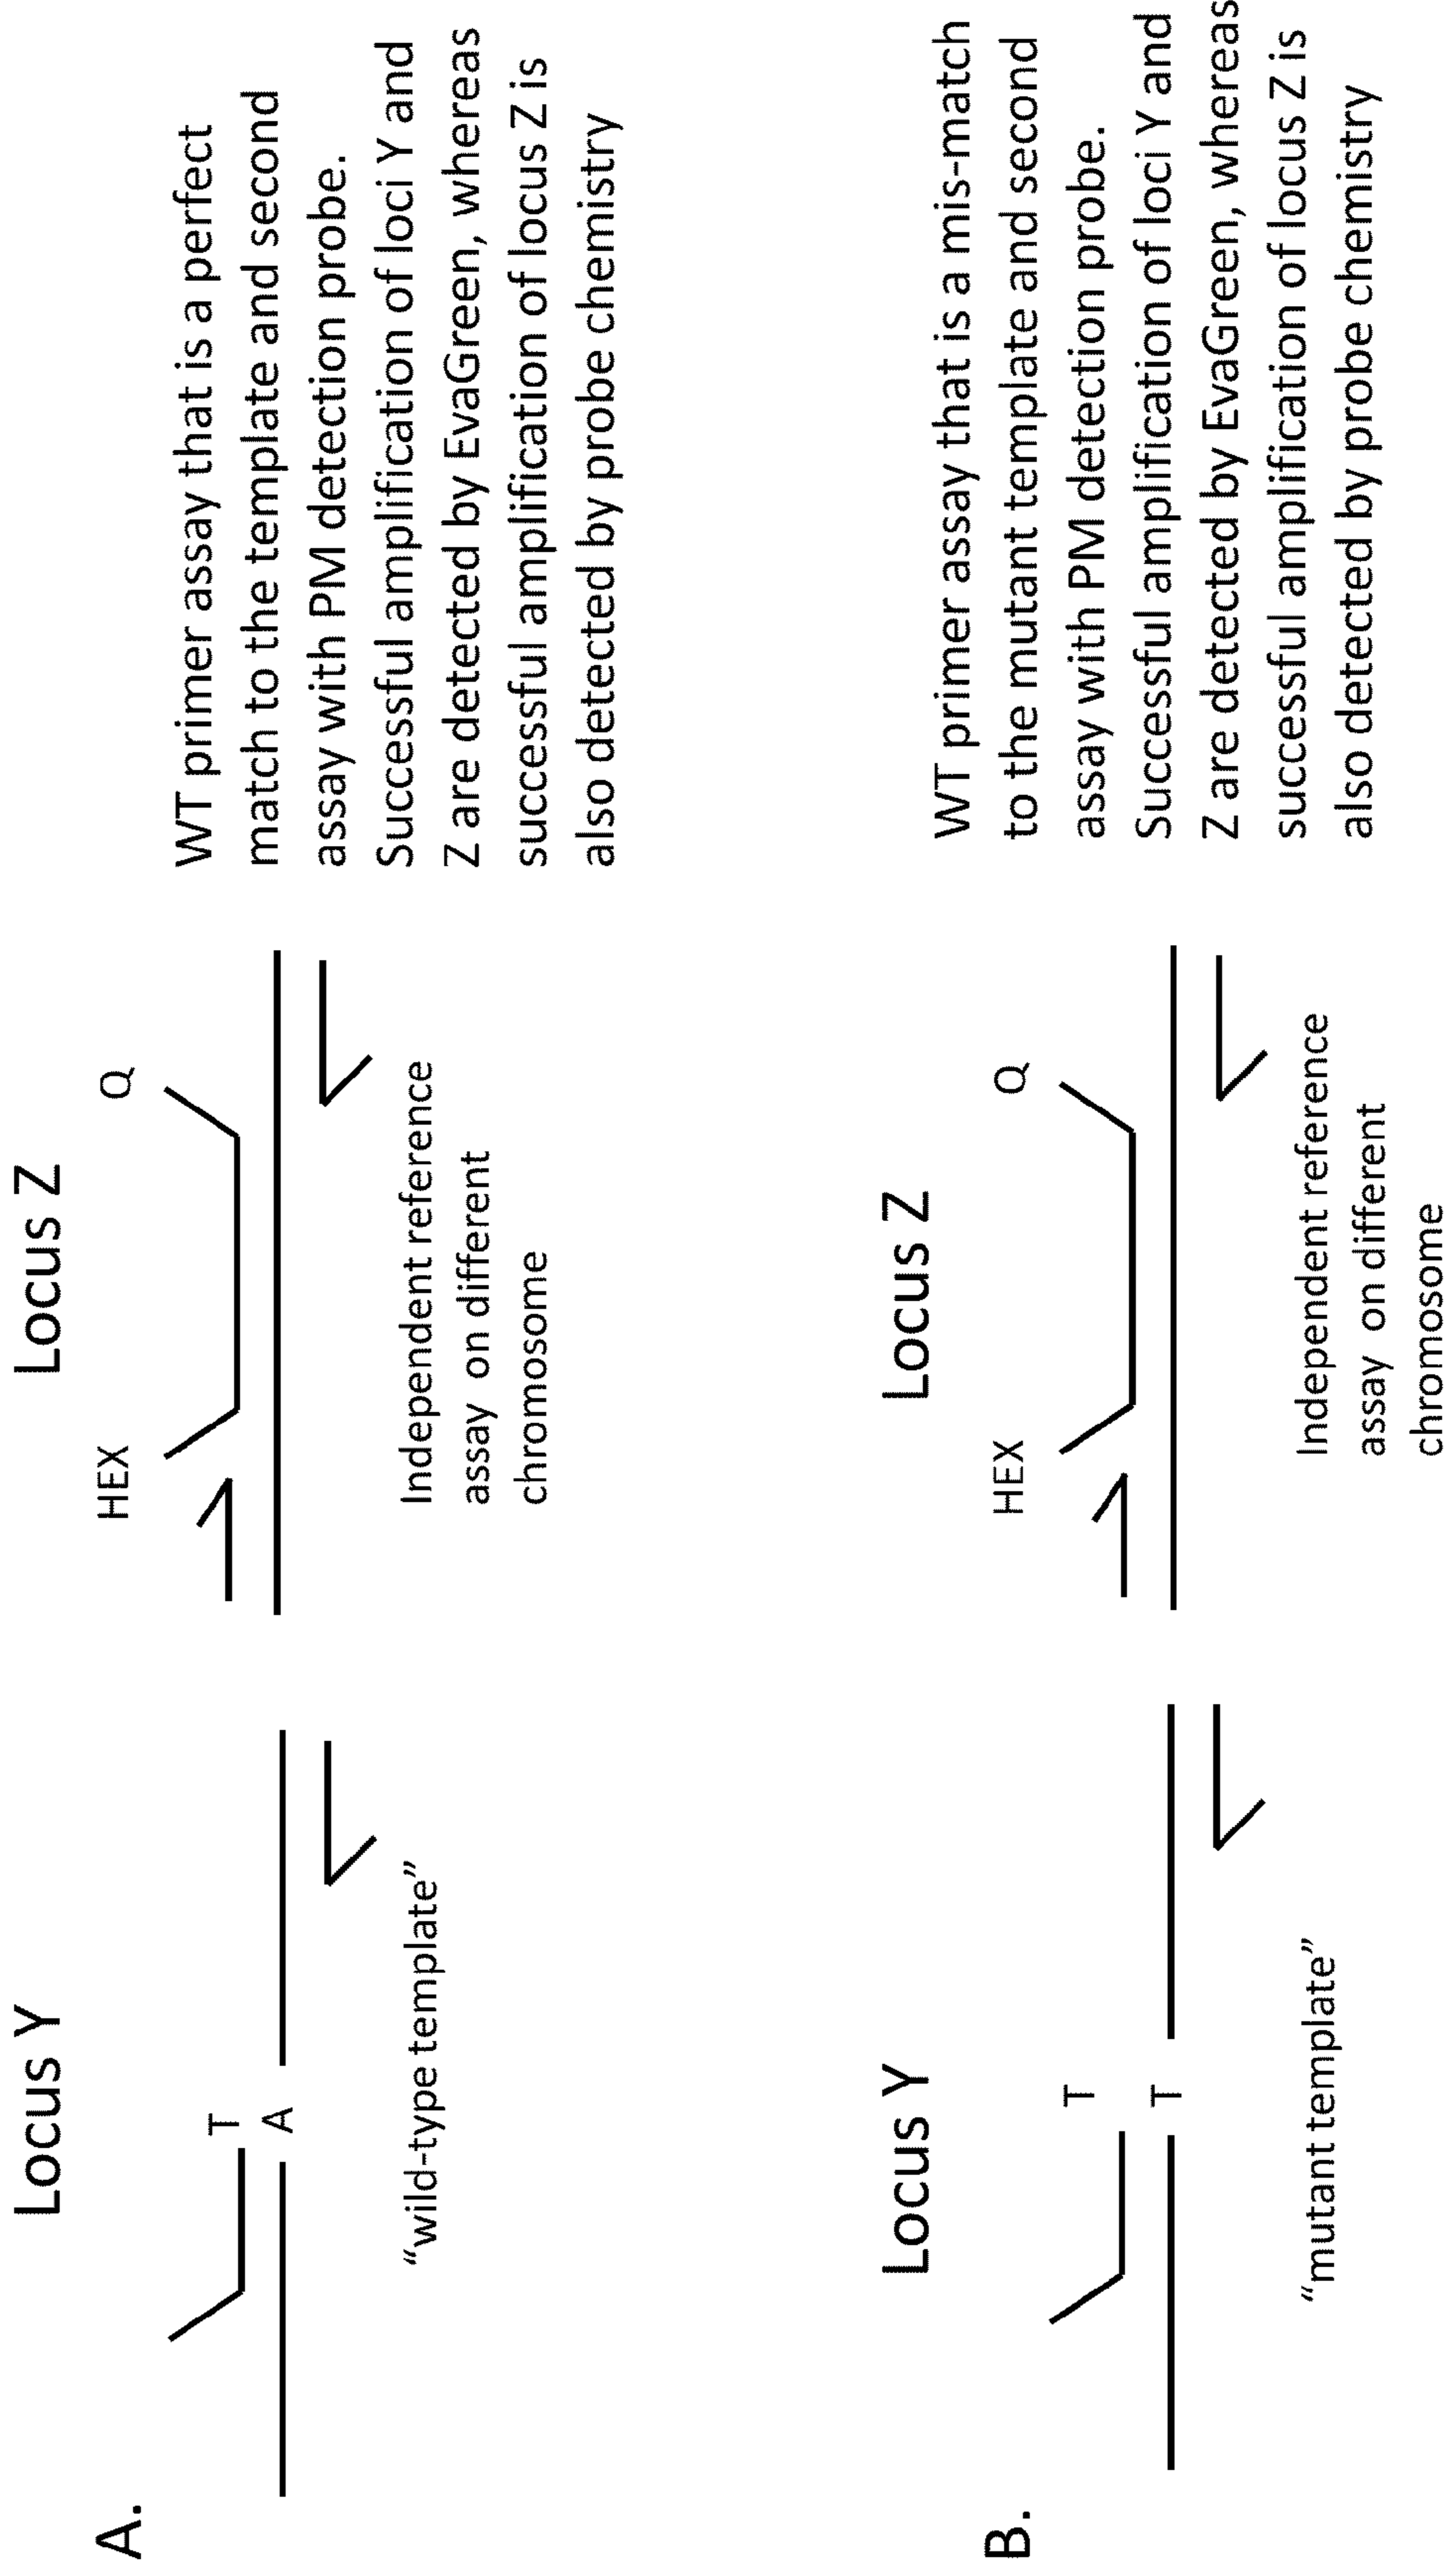 A.
Locus Y
T
A
“wild-type template”
Locus Z
HEX
Q
Independent reference
assay on different
chromosome
WT primer assay that is a perfect
match to the template and second
assay with PM detection probe.
Successful amplification of loci Y and
Z are detected by EvaGreen, whereas
successful amplification of locus Z is
also detected by probe chemistry
B.
Locus Y
T
T
“mutant template”
Locus Z
HEX
Q
Independent reference
assay on different
chromosome
WT primer assay that is a mis-match
to the mutant template and second
assay with PM detection probe.
Successful amplification of loci Y and
Z are detected by EvaGreen, whereas
successful amplification of locus Z is
also detected by probe chemistry